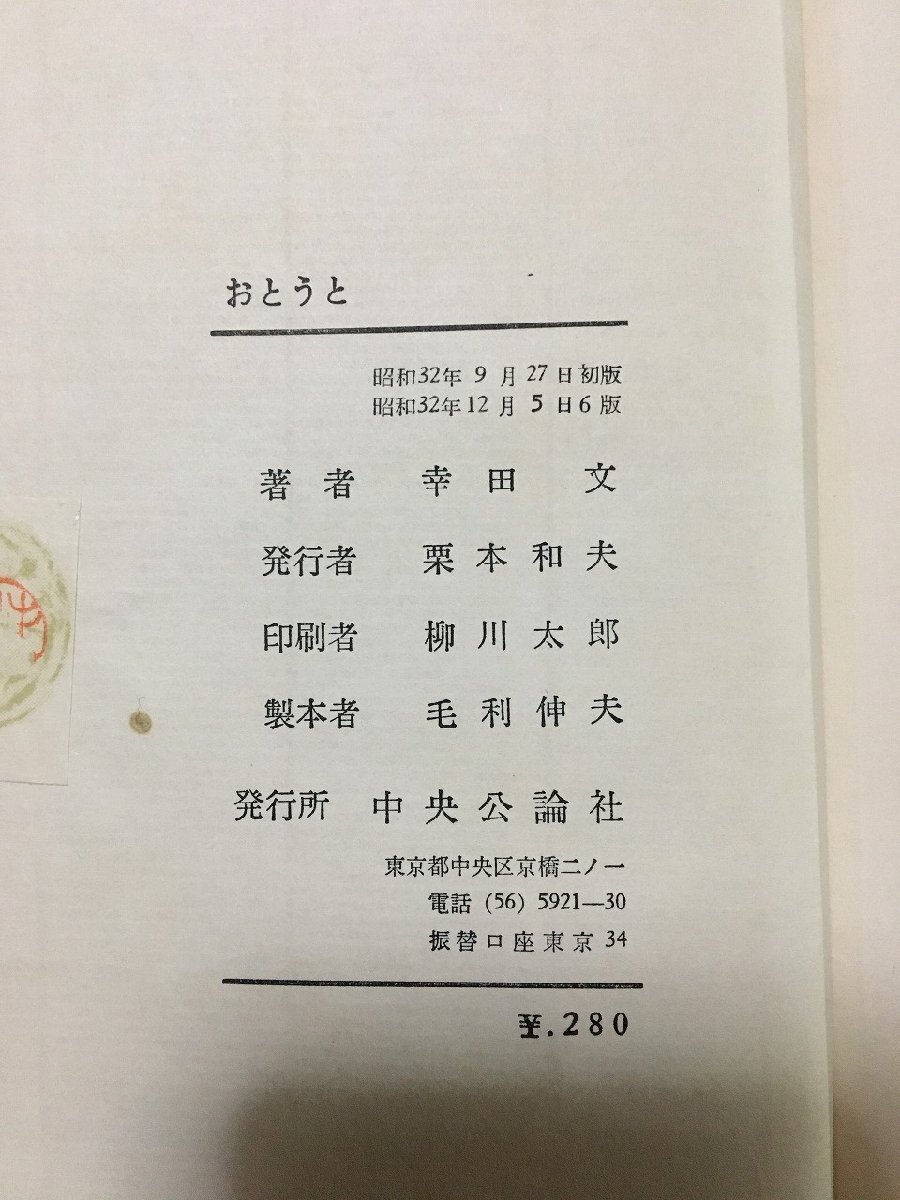 おとうと
昭和32年 9 月 27 日初版
昭和32年 12 月 5 日 6 版
著者 幸田 文
発行者 栗本和夫
印刷者 柳川太郎
製本者 毛利伸夫
発行所 中央公論社
東京都中央区京橋二ノ一
電話 (56) 5921—30
振替口座東京 34
¥.280